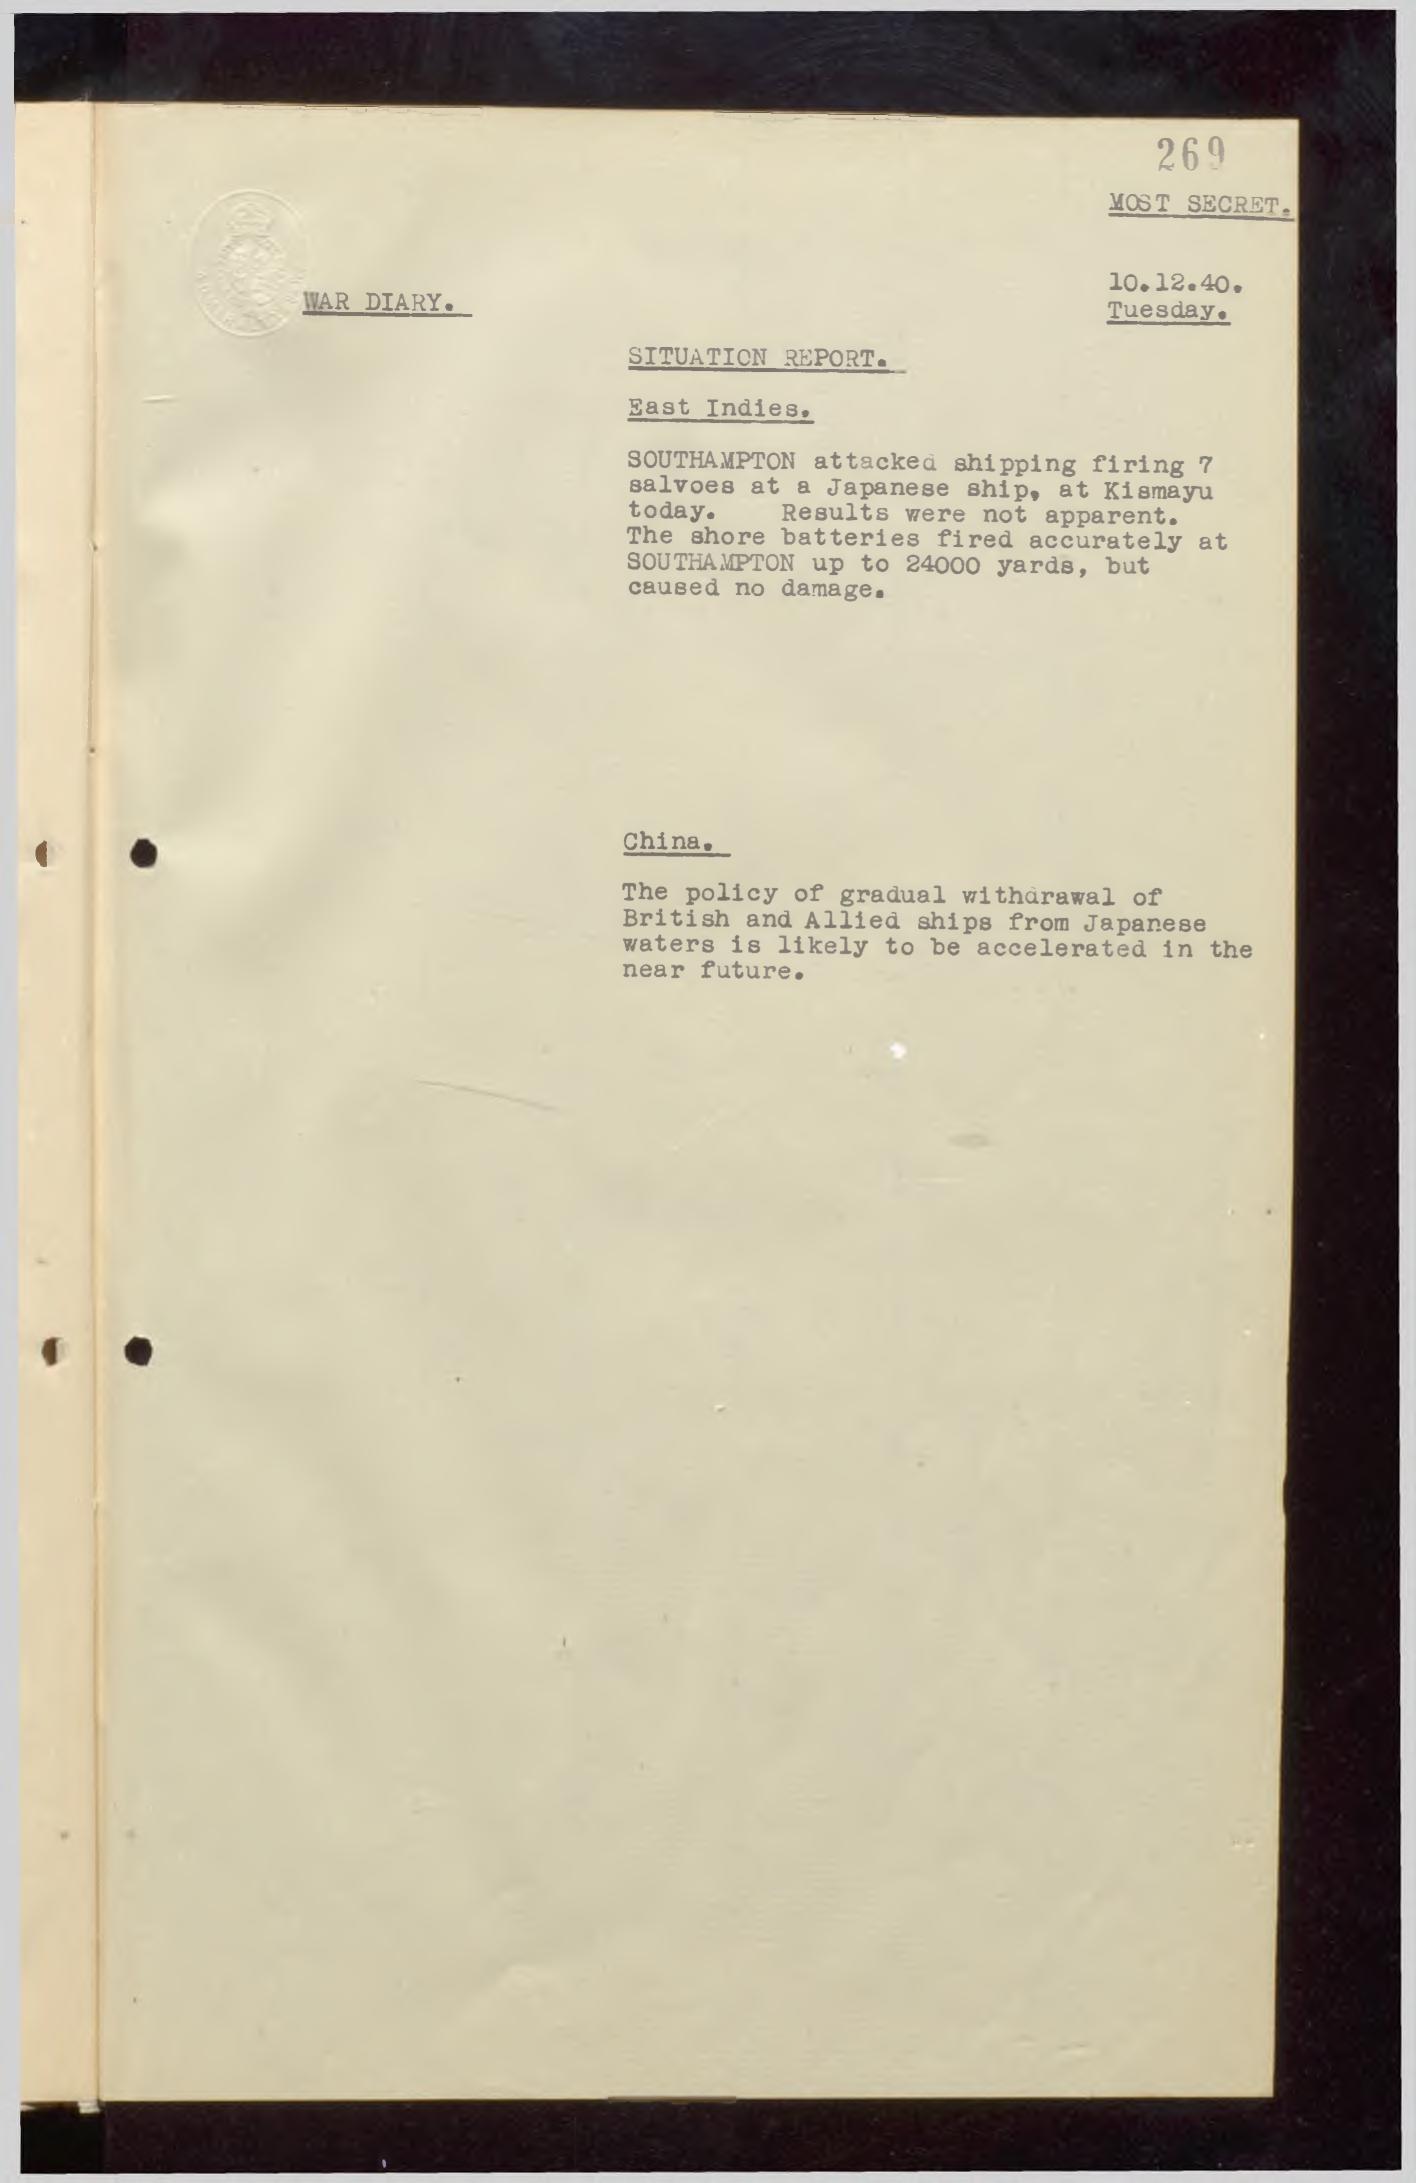 269
MOST SECRET.
10.12.40.
WAR DIARY.
Tuesday.
SITUATION REPORT.
East Indies.
SOUTHAMPTON attacked shipping firing 7
salvoes at a Japanese ship, at Kismayu
today. Results were not apparent.
The shore batteries fired accurately at
SOUTHAMPTON up to 24000 yards, but
caused no damage.
China.
The policy of gradual withdrawal of
British and Allied ships from Japanese
waters is likely to be accelerated in the
near future.